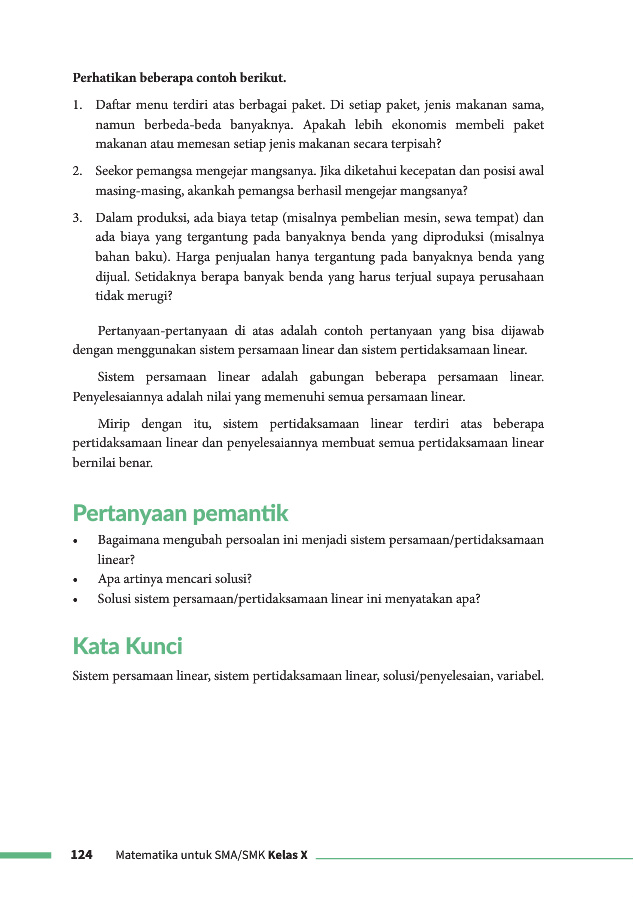 Perhatikan beberapa contoh berikut.
1. Daftar menu terdiri atas berbagai paket. Di setiap paket, jenis makanan sama,
namun berbeda-beda banyaknya. Apakah lebih ekonomis membeli paket
makanan atau memesan setiap jenis makanan secara terpisah?
2. Seekor pemangsa mengejar mangsanya. Jika diketahui kecepatan dan posisi awal
masing-masing, akankah pemangsa berhasil mengejar mangsanya?
3. Dalam produksi, ada biaya tetap (misalnya pembelian mesin, sewa tempat) dan
ada biaya yang tergantung pada banyaknya benda yang diproduksi (misalnya
bahan baku). Harga penjualan hanya tergantung pada banyaknya benda yang
dijual. Setidaknya berapa banyak benda yang harus terjual supaya perusahaan
tidak merugi?
Pertanyaan-pertanyaan di atas adalah contoh pertanyaan yang bisa dijawab
dengan menggunakan sistem persamaan linear dan sistem pertidaksamaan linear.
Sistem persamaan linear adalah gabungan beberapa persamaan linear.
Penyelesaiannya adalah nilai yang memenuhi semua persamaan linear.
Mirip dengan itu, sistem pertidaksamaan linear terdiri atas beberapa
pertidaksamaan linear dan penyelesaiannya membuat semua pertidaksamaan linear
bernilai benar.
Pertanyaan pemantik
• Bagaimana mengubah persoalan ini menjadi sistem persamaan/pertidaksamaan
linear?
• Apa artinya mencari solusi?
• Solusi sistem persamaan/pertidaksamaan linear ini menyatakan apa?
Kata Kunci
Sistem persamaan linear, sistem pertidaksamaan linear, solusi/penyelesaian, variabel.
124 Matematika untuk SMA/SMK Kelas X